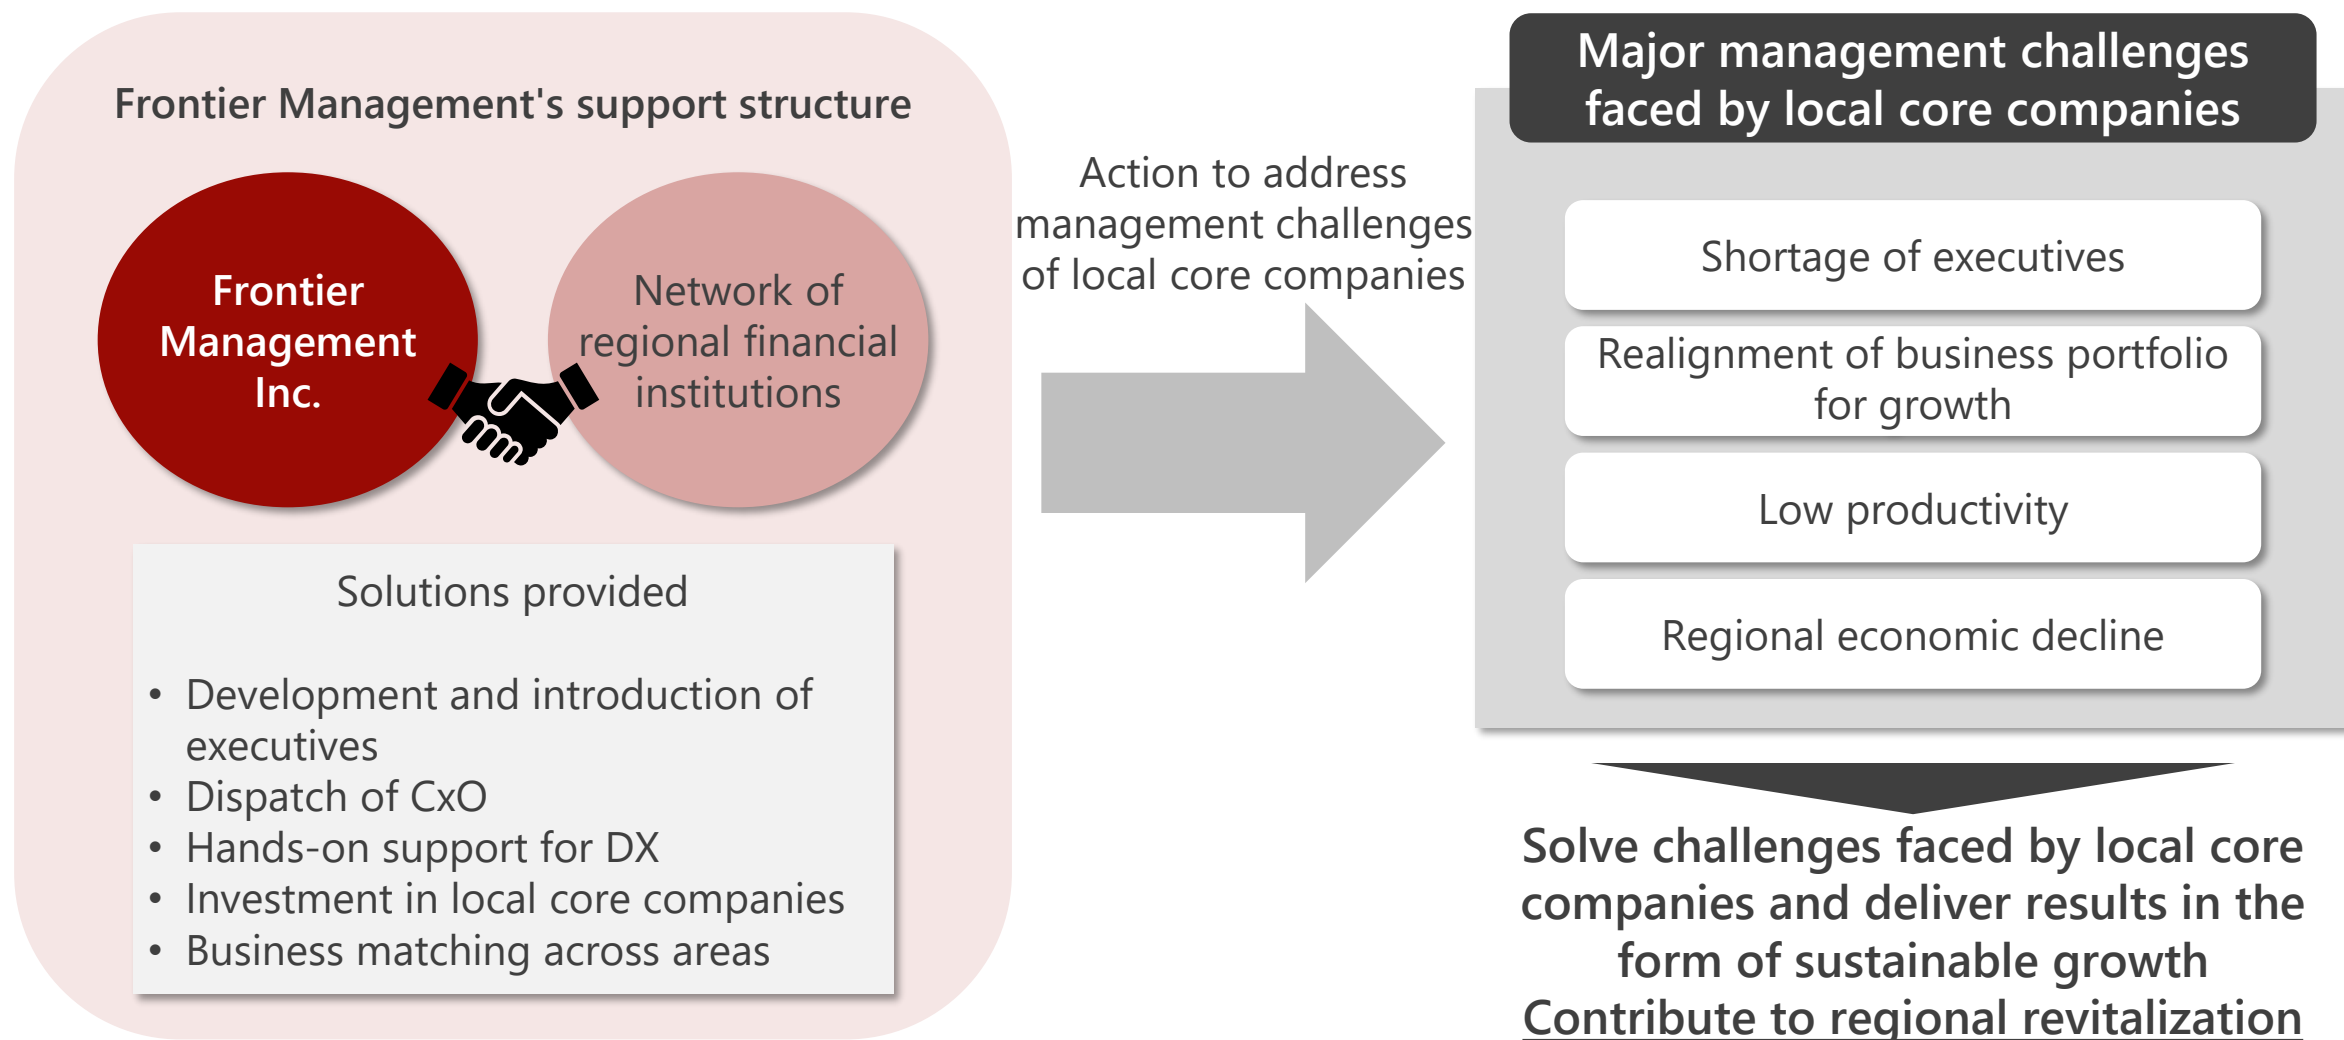 Frontier Management's support structure
Frontier
Management
Inc.
Network of
regional financial
institutions
Solutions provided
• Development and introduction of
executives
• Dispatch of CxO
• Hands-on support for DX
• Investment in local core companies
• Business matching across areas
Action to address
management challenges
of local core companies
Major management challenges
faced by local core companies
Shortage of executives
Realignment of business portfolio
for growth
Low productivity
Regional economic decline
Solve challenges faced by local core
companies and deliver results in the
form of sustainable growth
Contribute to regional revitalization